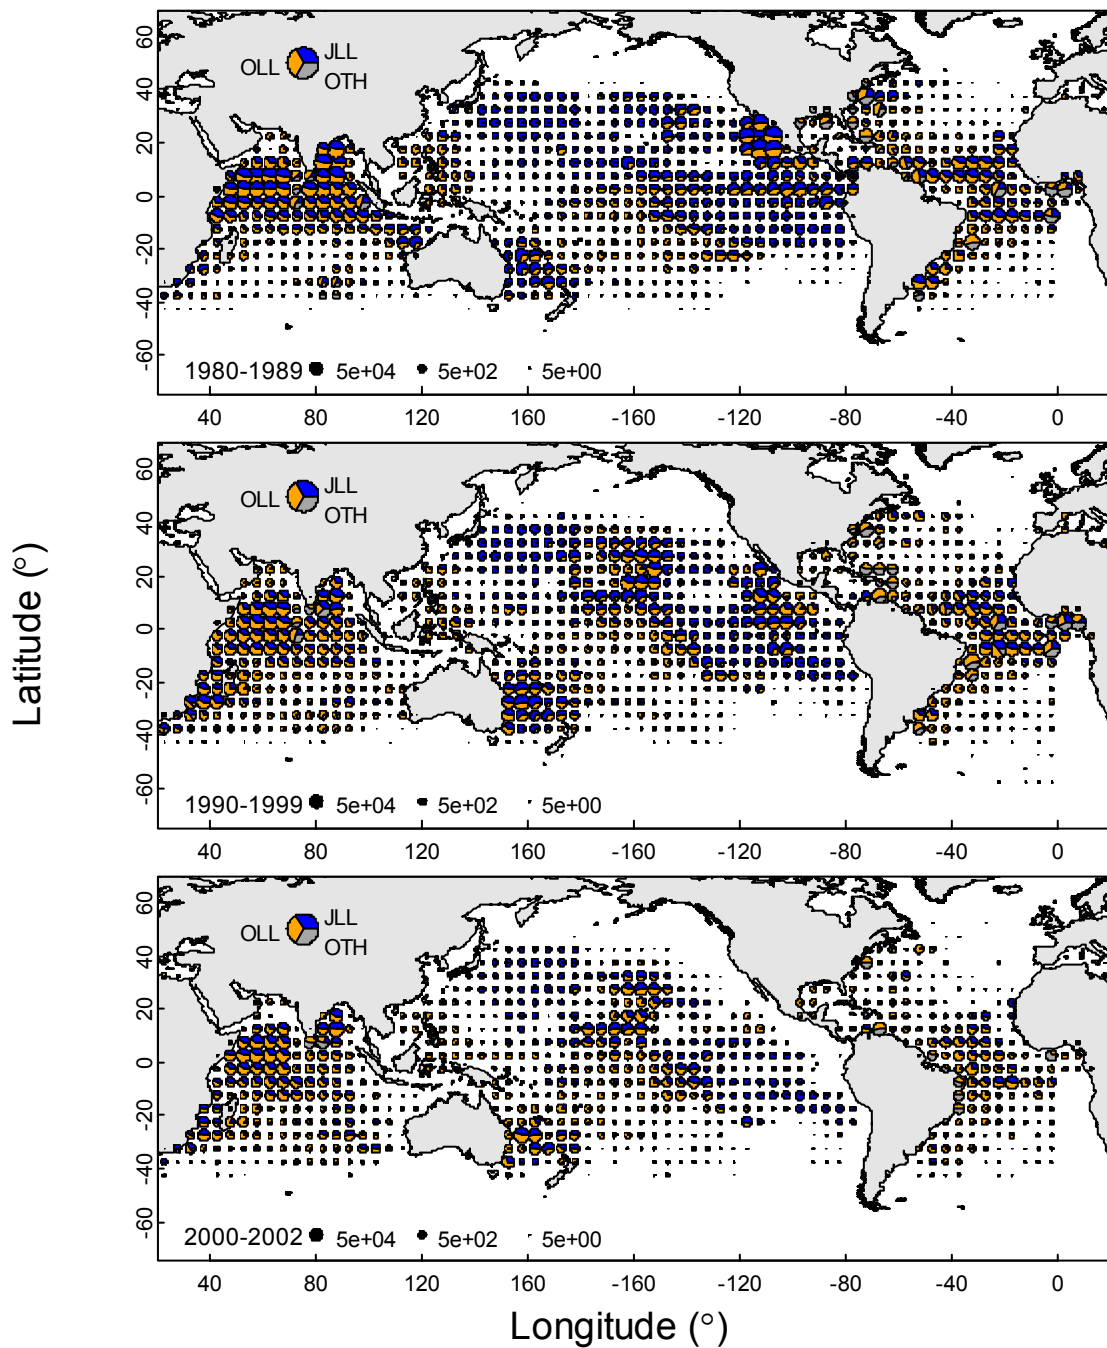 Latitude (°)
60
40
20
0
-20
-40
-60
OLL JLL
OTH
1980-1989 5e+04 5e+02 5e+00
40 80 120 160 -160 -120 -80 -40 0
60
40
20
0
-20
-40
-60
OLL JLL
OTH
1990-1999 5e+04 5e+02 5e+00
40 80 120 160 -160 -120 -80 -40 0
60
40
20
0
-20
-40
-60
OLL JLL
OTH
2000-2002 5e+04 5e+02 5e+00
40 80 120 160 -160 -120 -80 -40 0
Longitude (°)